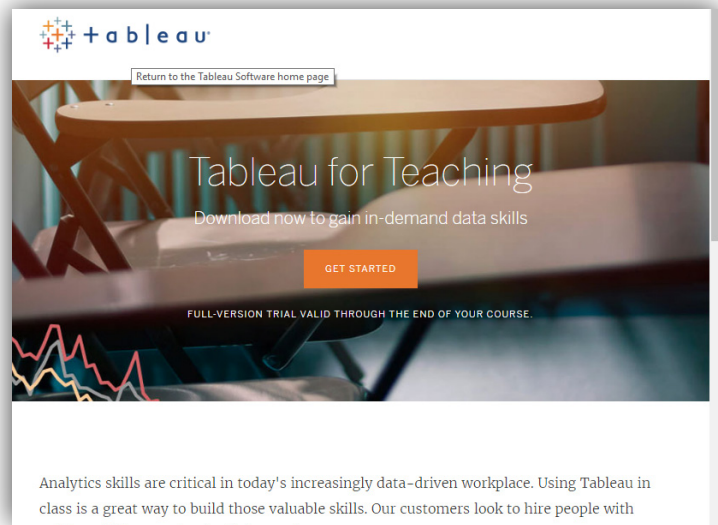 +ableau
Return to the Tableau Software home page
Tableau for Teaching
Download now to gain in-demand data skills
GET STARTED
FULL-VERSION TRIAL VALID THROUGH THE END OF YOUR COURSE.
Analytics skills are critical in today's increasingly data-driven workplace. Using Tableau in
class is a great way to build those valuable skills. Our customers look to hire people with